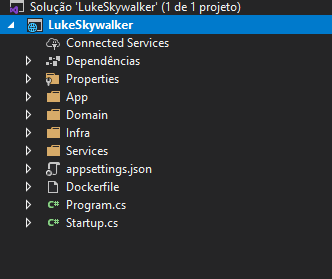 Solução 'LukeSkywalker' (1 de 1 projeto)
LukeSkywalker
Connected Services
Dependências
Properties
App
Domain
Infra
Services
appsettings.json
Dockerfile
C# Program.cs
C# Startup.cs